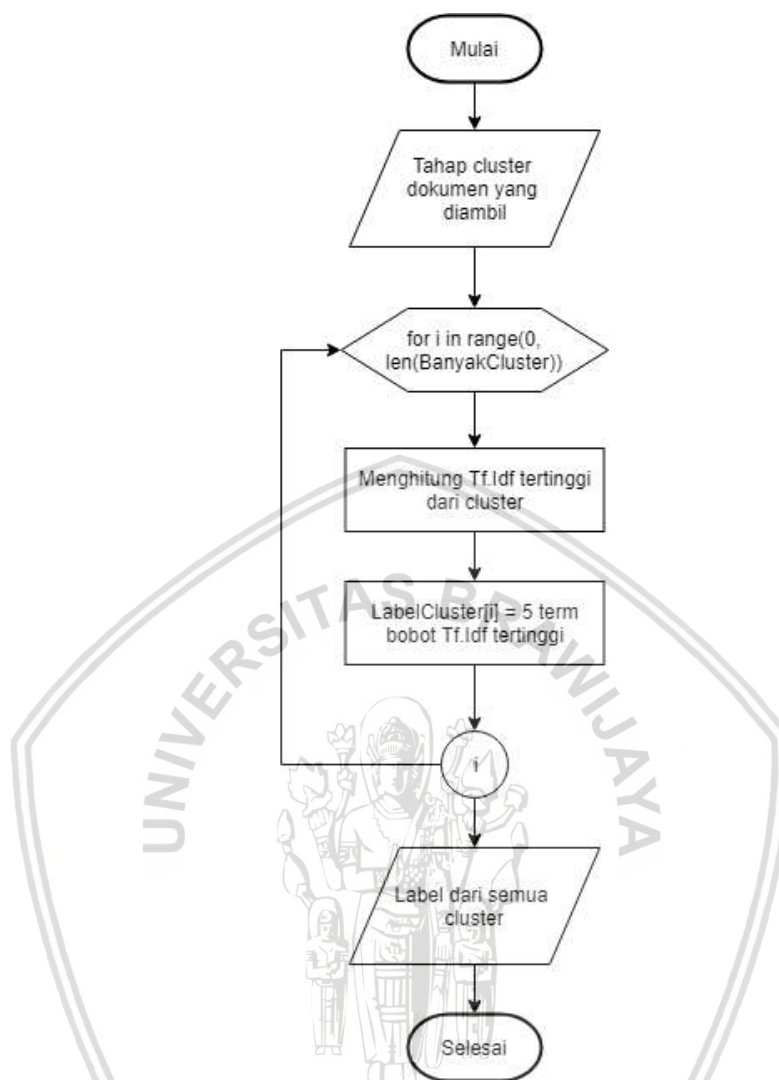 Mulai
Tahap cluster
dokumen yang
diambil
for i in range(0,
len(BanyakCluster))
Menghitung Tf.Idf tertinggi
dari cluster
LabelCluster[i] = 5 term
bobot Tf.Idf tertinggi
i
Label dari semua
cluster
Selesai
UNIVERSITAS BRAWIJAYA